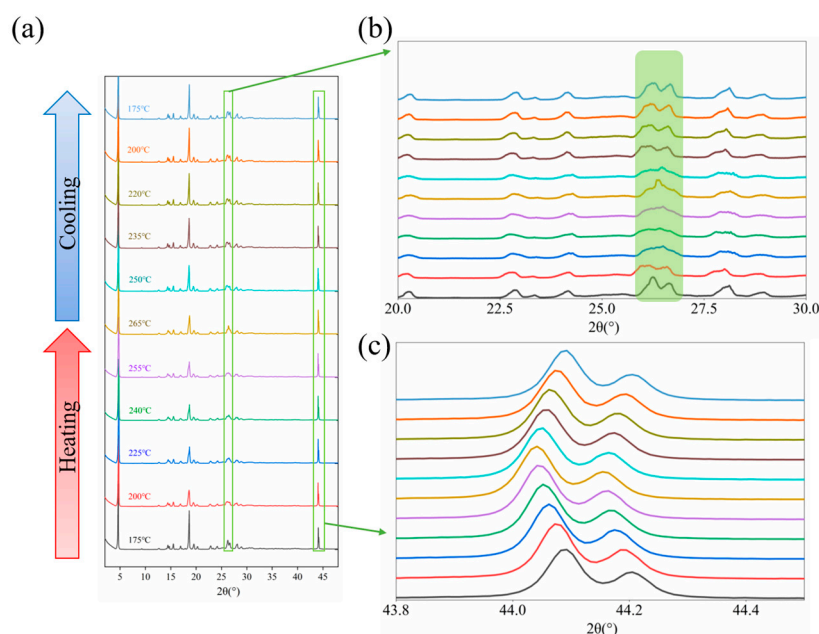 (a)
(b)
(c)
Cooling
Heating
175℃
200℃
220℃
235℃
250℃
265℃
255℃
240℃
225℃
200℃
175℃
5 10 15 20 25 30 35 40 45
2θ(°)
20.0 22.5 25.0 27.5 30.0
2θ(°)
43.8 44.0 44.2 44.4
2θ(°)